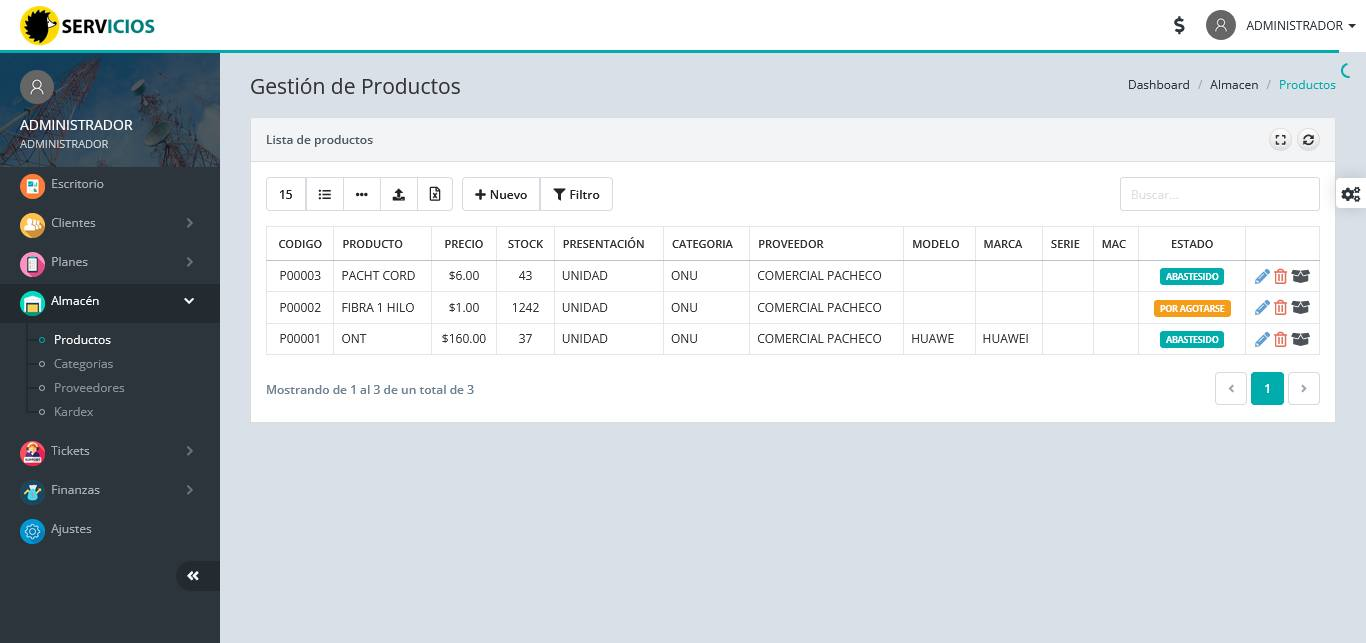 SERVICIOS
$ ADMINISTRADOR
ADMINISTRADOR
ADMINISTRADOR
Escritorio
Clientes
Planes
Almacén
Productos
Categorias
Proveedores
Kardex
Tickets
Finanzas
Ajustes
Gestión de Productos
Dashboard / Almacen / Productos
Lista de productos
15 Nuevo Filtro Buscar...
CODIGO PRODUCTO PRECIO STOCK PRESENTACIÓN CATEGORIA PROVEEDOR MODELO MARCA SERIE MAC ESTADO
P00003 PACHT CORD $6.00 43 UNIDAD ONU COMERCIAL PACHECO ABASTESIDO
P00002 FIBRA 1 HILO $1.00 1242 UNIDAD ONU COMERCIAL PACHECO POR AGOTARSE
P00001 ONT $160.00 37 UNIDAD ONU COMERCIAL PACHECO HUAWE HUAWEI ABASTESIDO
Mostrando de 1 al 3 de un total de 3
1